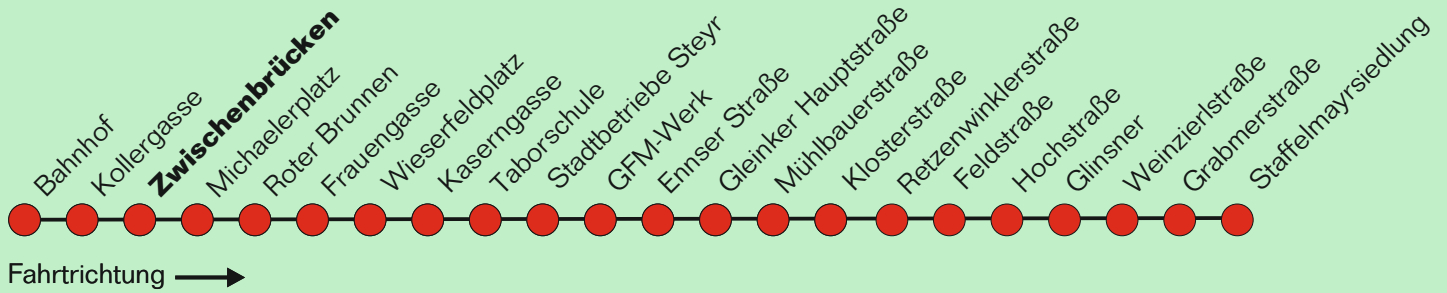 Bahnhof
Kollergasse
Zwischenbrücken
Michaelerplatz
Roter Brunnen
Frauengasse
Wieserfeldplatz
Kaserngasse
Taborschule
Stadtbetriebe Steyr
GFM-Werk
Ennser Straße
Gleinker Hauptstraße
Mühlbauerstraße
Klosterstraße
Retzenwinklerstraße
Feldstraße
Hochstraße
Glinsner
Weinzierlstraße
Grabmerstraße
Staffelmayrsiedlung
Fahrtrichtung